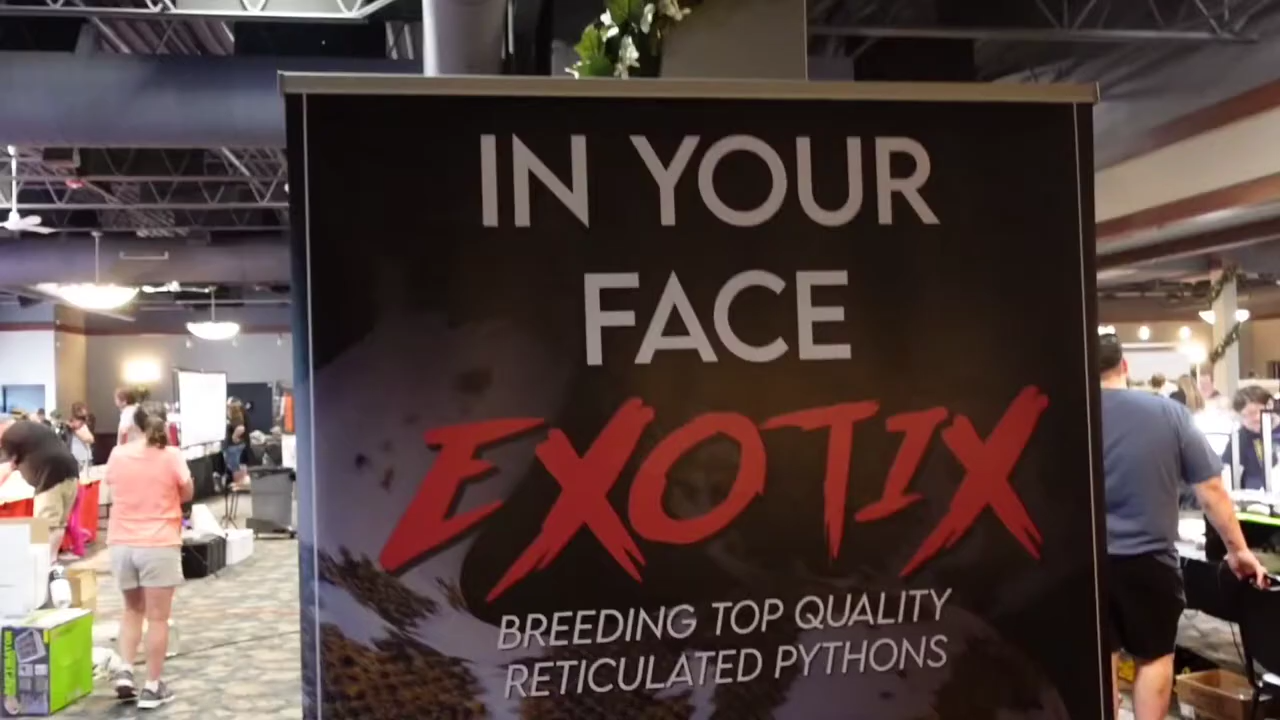 IN YOUR
FACE
EXOTIX
BREEDING TOP QUALITY
RETICULATED PYTHONS